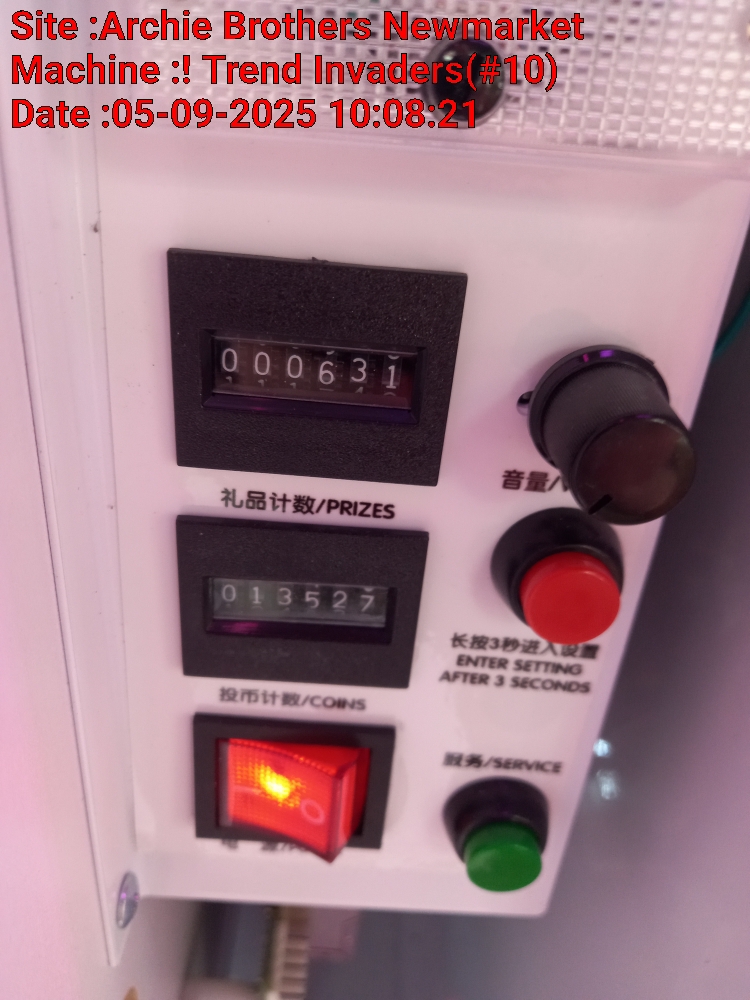 Site :Archie Brothers Newmarket
Machine :! Trend Invaders(#10)
Date :05-09-2025 10:08:21
000631
礼品计数/PRIZES
音量/
013527
投币计数/COINS
长按3秒进入设置
ENTER SETTING
AFTER 3 SECONDS
服务/SERVICE